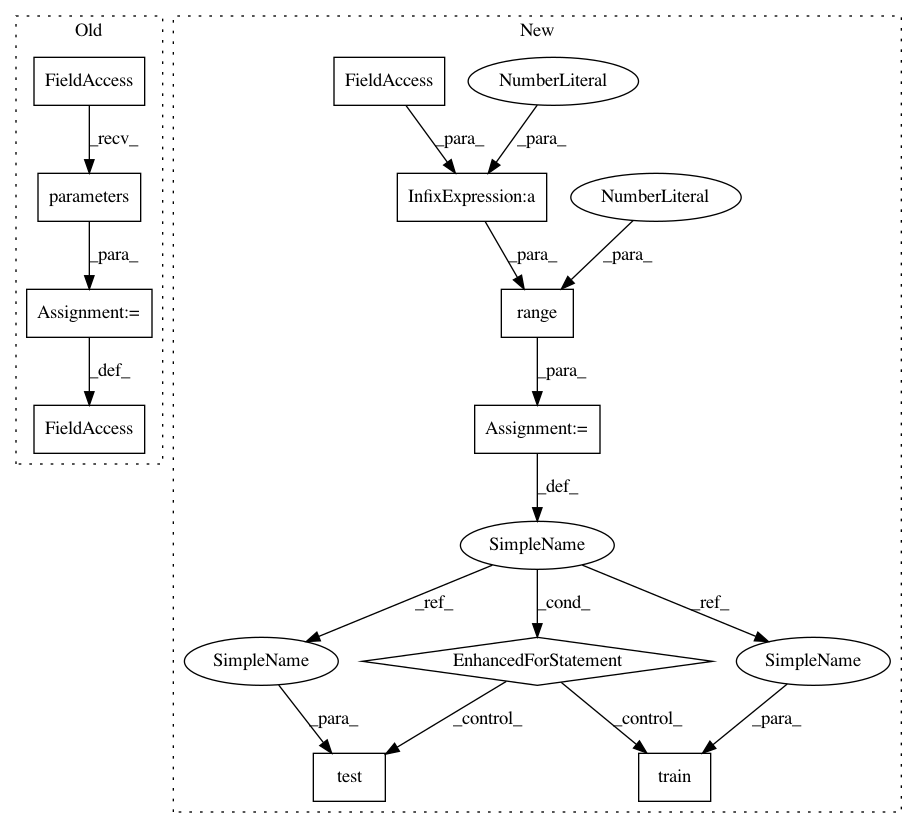 Old
New
FieldAccess
FieldAccess
NumberLiteral
_recv_
_para_
_para_
parameters
InfixExpression:a
NumberLiteral
_para_
_para_
_para_
Assignment:=
range
_def_
_para_
FieldAccess
Assignment:=
_def_
SimpleName
_ref_
_cond_
_ref_
SimpleName
EnhancedForStatement
SimpleName
_para_
_control_
_control_
_para_
test
train